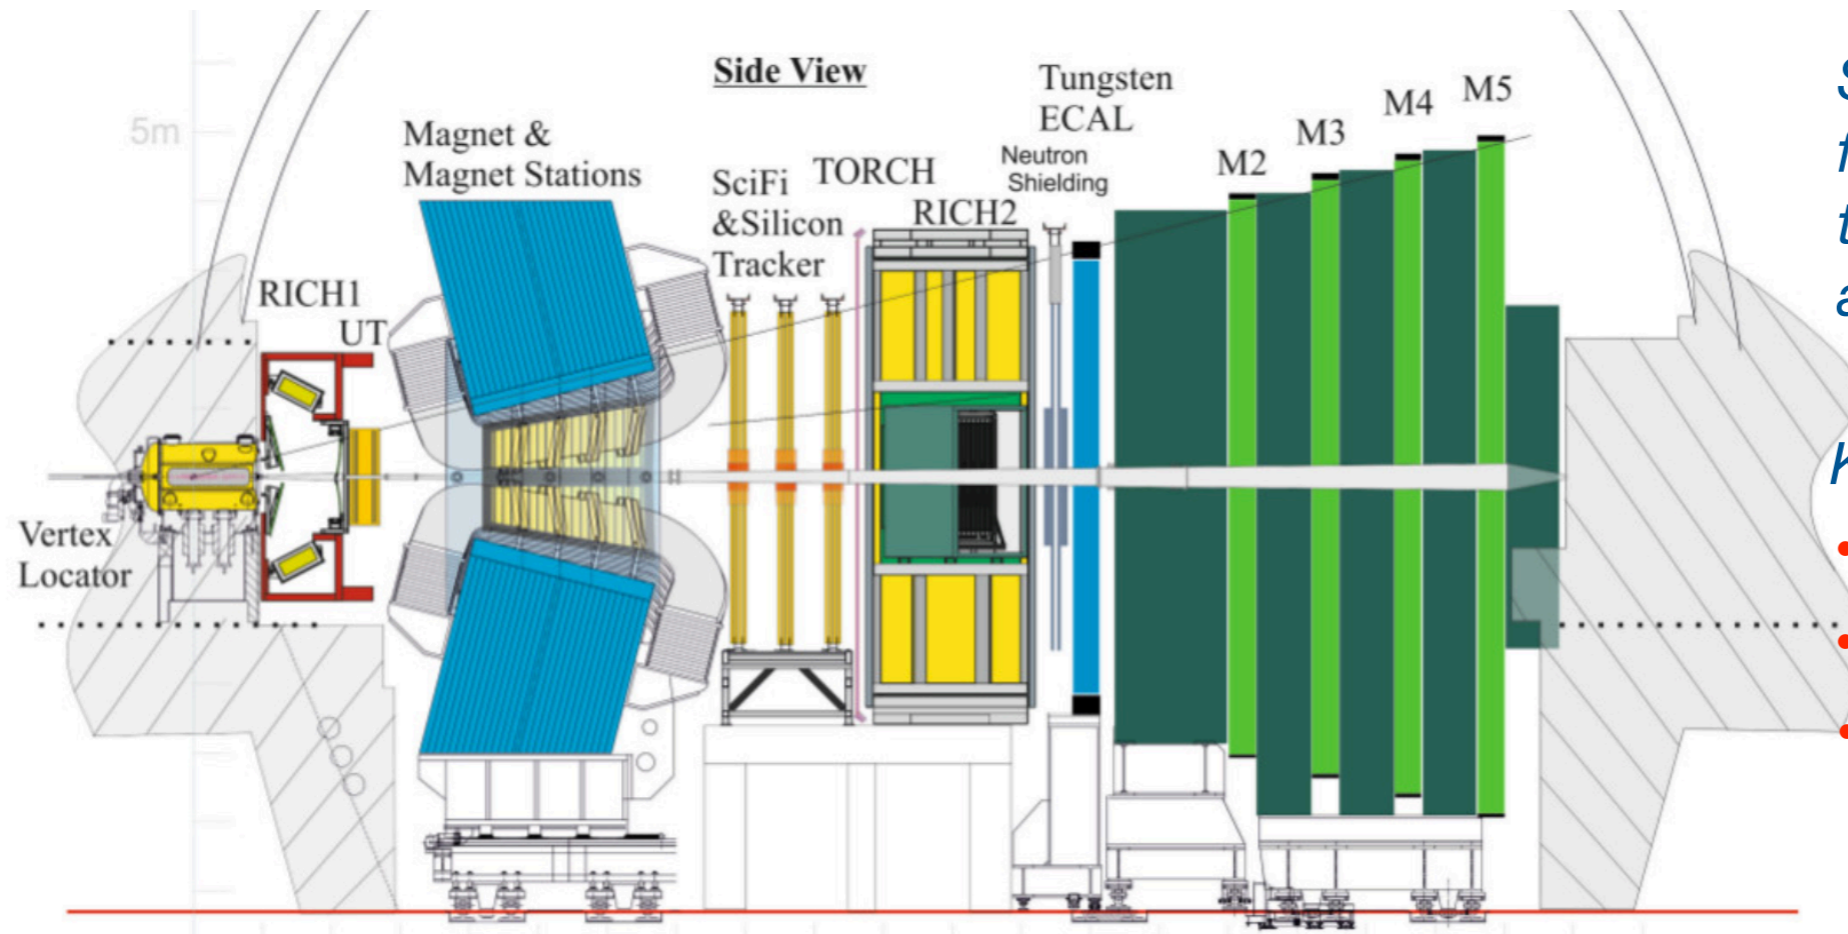 Side View
5m
Magnet &
Magnet Stations
SciFi
&Silicon
Tracker
TORCH
RICH2
Neutron
Shielding
Tungsten
ECAL
M2
M3
M4
M5
RICH1
UT
Vertex
Locator